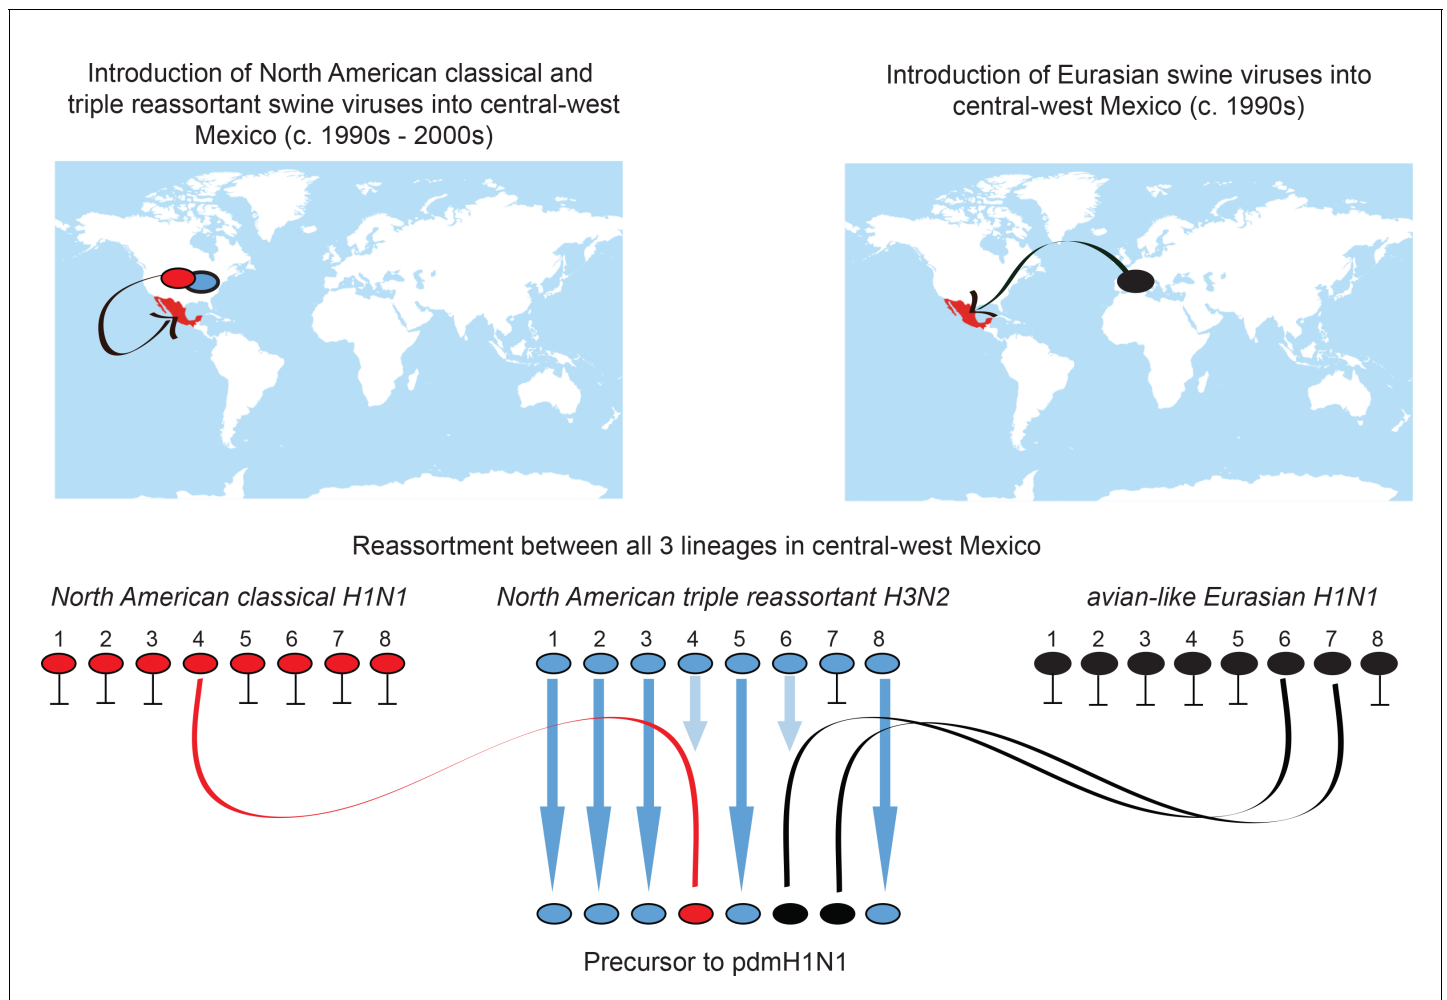 Introduction of North American classical and
triple reassortant swine viruses into central-west
Mexico (c. 1990s - 2000s)
Introduction of Eurasian swine viruses into
central-west Mexico (c. 1990s)
Reassortment between all 3 lineages in central-west Mexico
North American classical H1N1
North American triple reassortant H3N2
avian-like Eurasian H1N1
1 2 3 4 5 6 7 8
1 2 3 4 5 6 7 8
1 2 3 4 5 6 7 8
Precursor to pdmH1N1